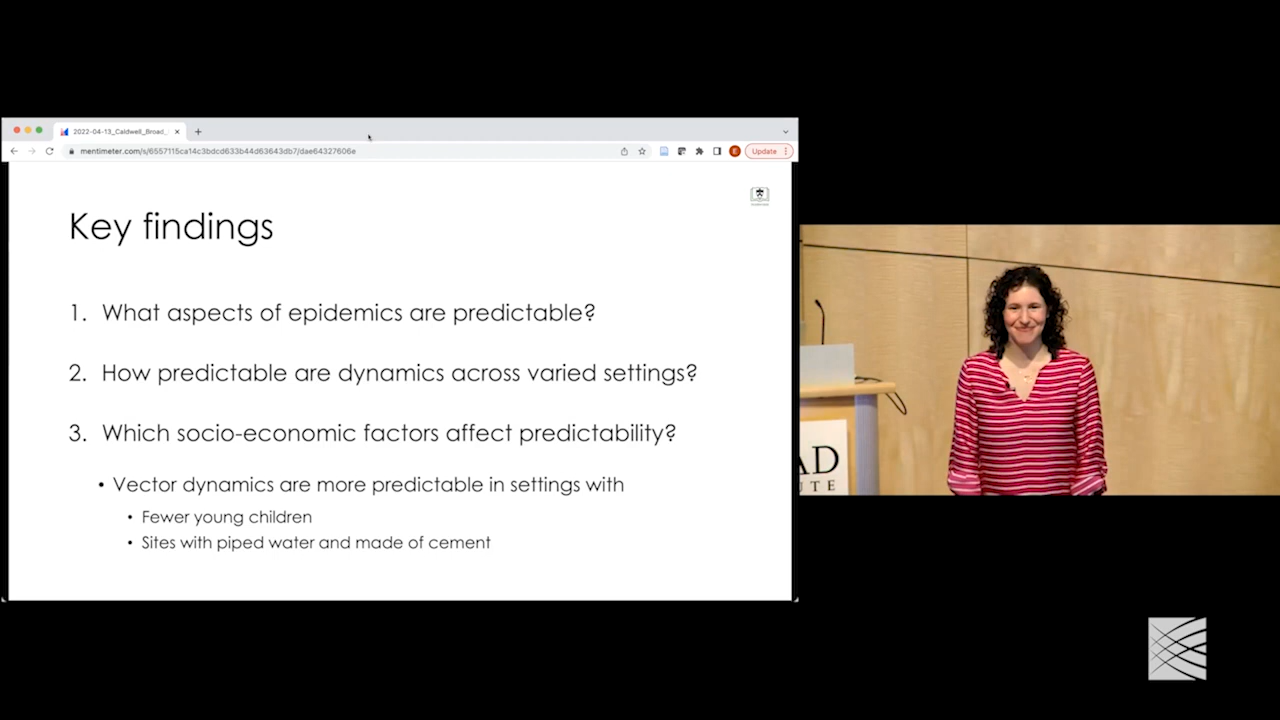 2022-04-13_Caldwell_Broad_
mentimeter.com/s/6557115ca14c3bdcd633b44d63643db7/dae64327606e
Update
Key findings
1. What aspects of epidemics are predictable?
2. How predictable are dynamics across varied settings?
3. Which socio-economic factors affect predictability?
• Vector dynamics are more predictable in settings with
• Fewer young children
• Sites with piped water and made of cement
AD
UTE